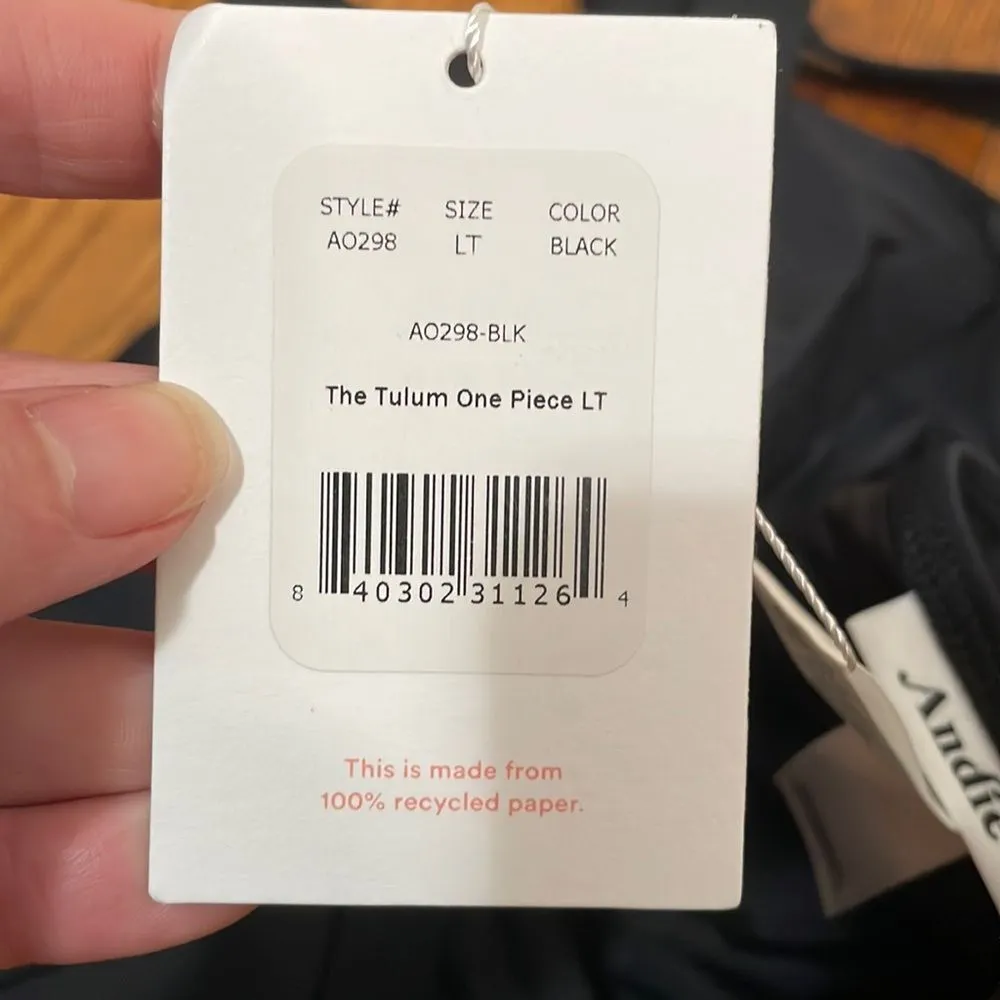 STYLE# SIZE COLOR
AO298 LT BLACK
AO298-BLK
The Tulum One Piece LT
8 40302 31126 4
This is made from
100% recycled paper.
Andie